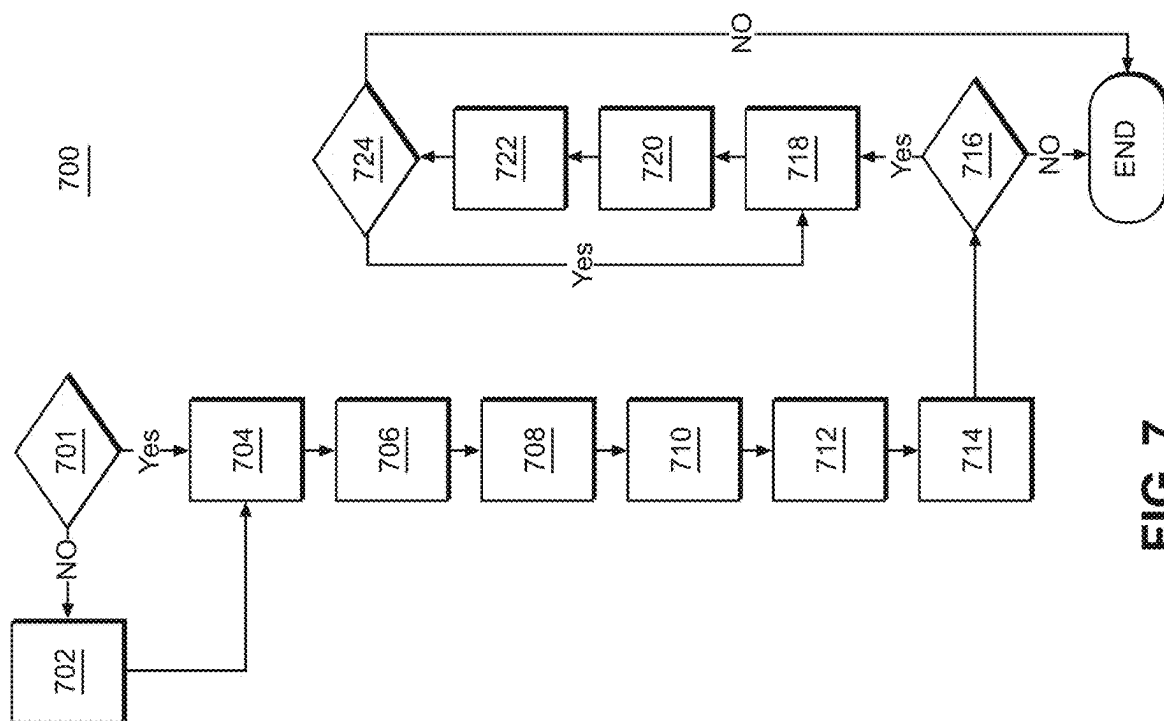 700
701
NO
Yes
702
704
706
708
710
712
714
716
Yes
NO
718
720
722
724
Yes
NO
END
FIG. 7